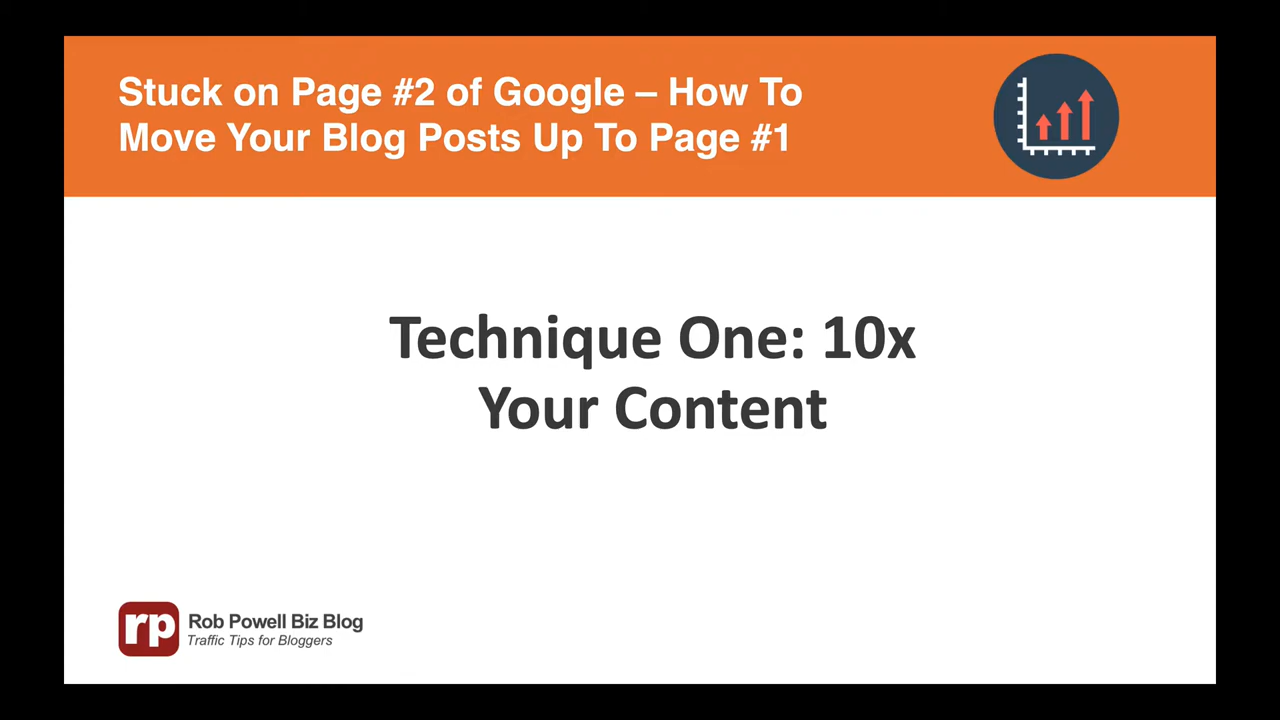 Stuck on Page #2 of Google – How To
Move Your Blog Posts Up To Page #1
Technique One: 10x
Your Content
rp
Rob Powell Biz Blog
Traffic Tips for Bloggers